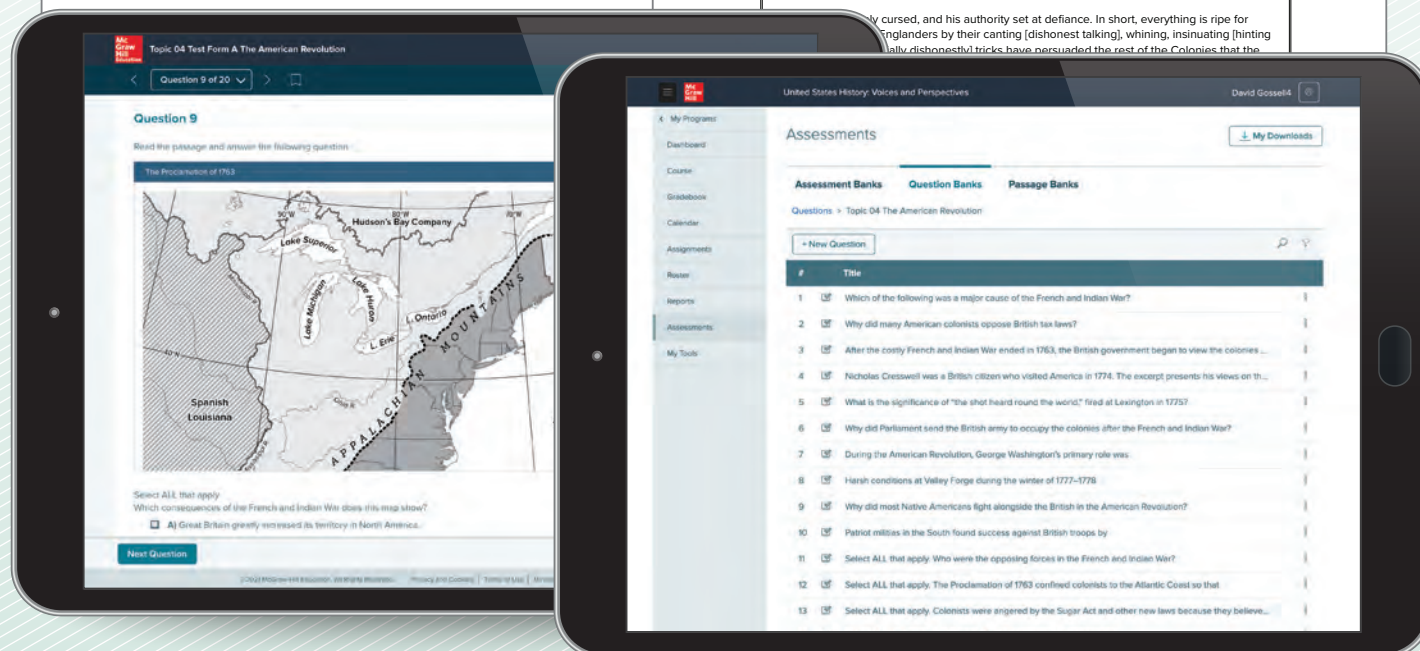 ly cursed, and his authority set at defiance. In short, everything is ripe for
Englanders by their canting [dishonest talking], whining, insinuating [hinting
ally dishonestly] tricks have persuaded the rest of the Colonies that the
Mc
Graw
Hill
Education
Topic 04 Test Form A The American Revolution
Question 9 of 20
Question 9
Read the passage and answer the following question
The Proclamation of 1763
90°W
80°W
70°W
Hudson's Bay Company
Lake Superior
Lake Michigan
Lake Huron
L. Ontario
L. Erie
40°N
Spanish
Louisiana
Ohio R.
APPALACHIAN MOUNTAINS
Select ALL that apply
Which consequences of the French and Indian War does this map show?
A) Great Britain greatly increased its territory in North America.
Next Question
Mc
Graw
Hill
United States History: Voices and Perspectives
David Gossell4
My Programs
Dashboard
Course
Gradebook
Calendar
Assignments
Roster
Reports
Assessments
My Tools
Assessments
My Downloads
Assessment Banks Question Banks Passage Banks
Questions > Topic 04 The American Revolution
+ New Question
# Title
1 Which of the following was a major cause of the French and Indian War?
2 Why did many American colonists oppose British tax laws?
3 After the costly French and Indian War ended in 1763, the British government began to view the colonies ...
4 Nicholas Cresswell was a British citizen who visited America in 1774. The excerpt presents his views on th...
5 What is the significance of "the shot heard round the world," fired at Lexington in 1775?
6 Why did Parliament send the British army to occupy the colonies after the French and Indian War?
7 During the American Revolution, George Washington's primary role was
8 Harsh conditions at Valley Forge during the winter of 1777–1778
9 Why did most Native Americans fight alongside the British in the American Revolution?
10 Patriot militias in the South found success against British troops by
11 Select ALL that apply. Who were the opposing forces in the French and Indian War?
12 Select ALL that apply. The Proclamation of 1763 confined colonists to the Atlantic Coast so that
13 Select ALL that apply. Colonists were angered by the Sugar Act and other new laws because they believe...